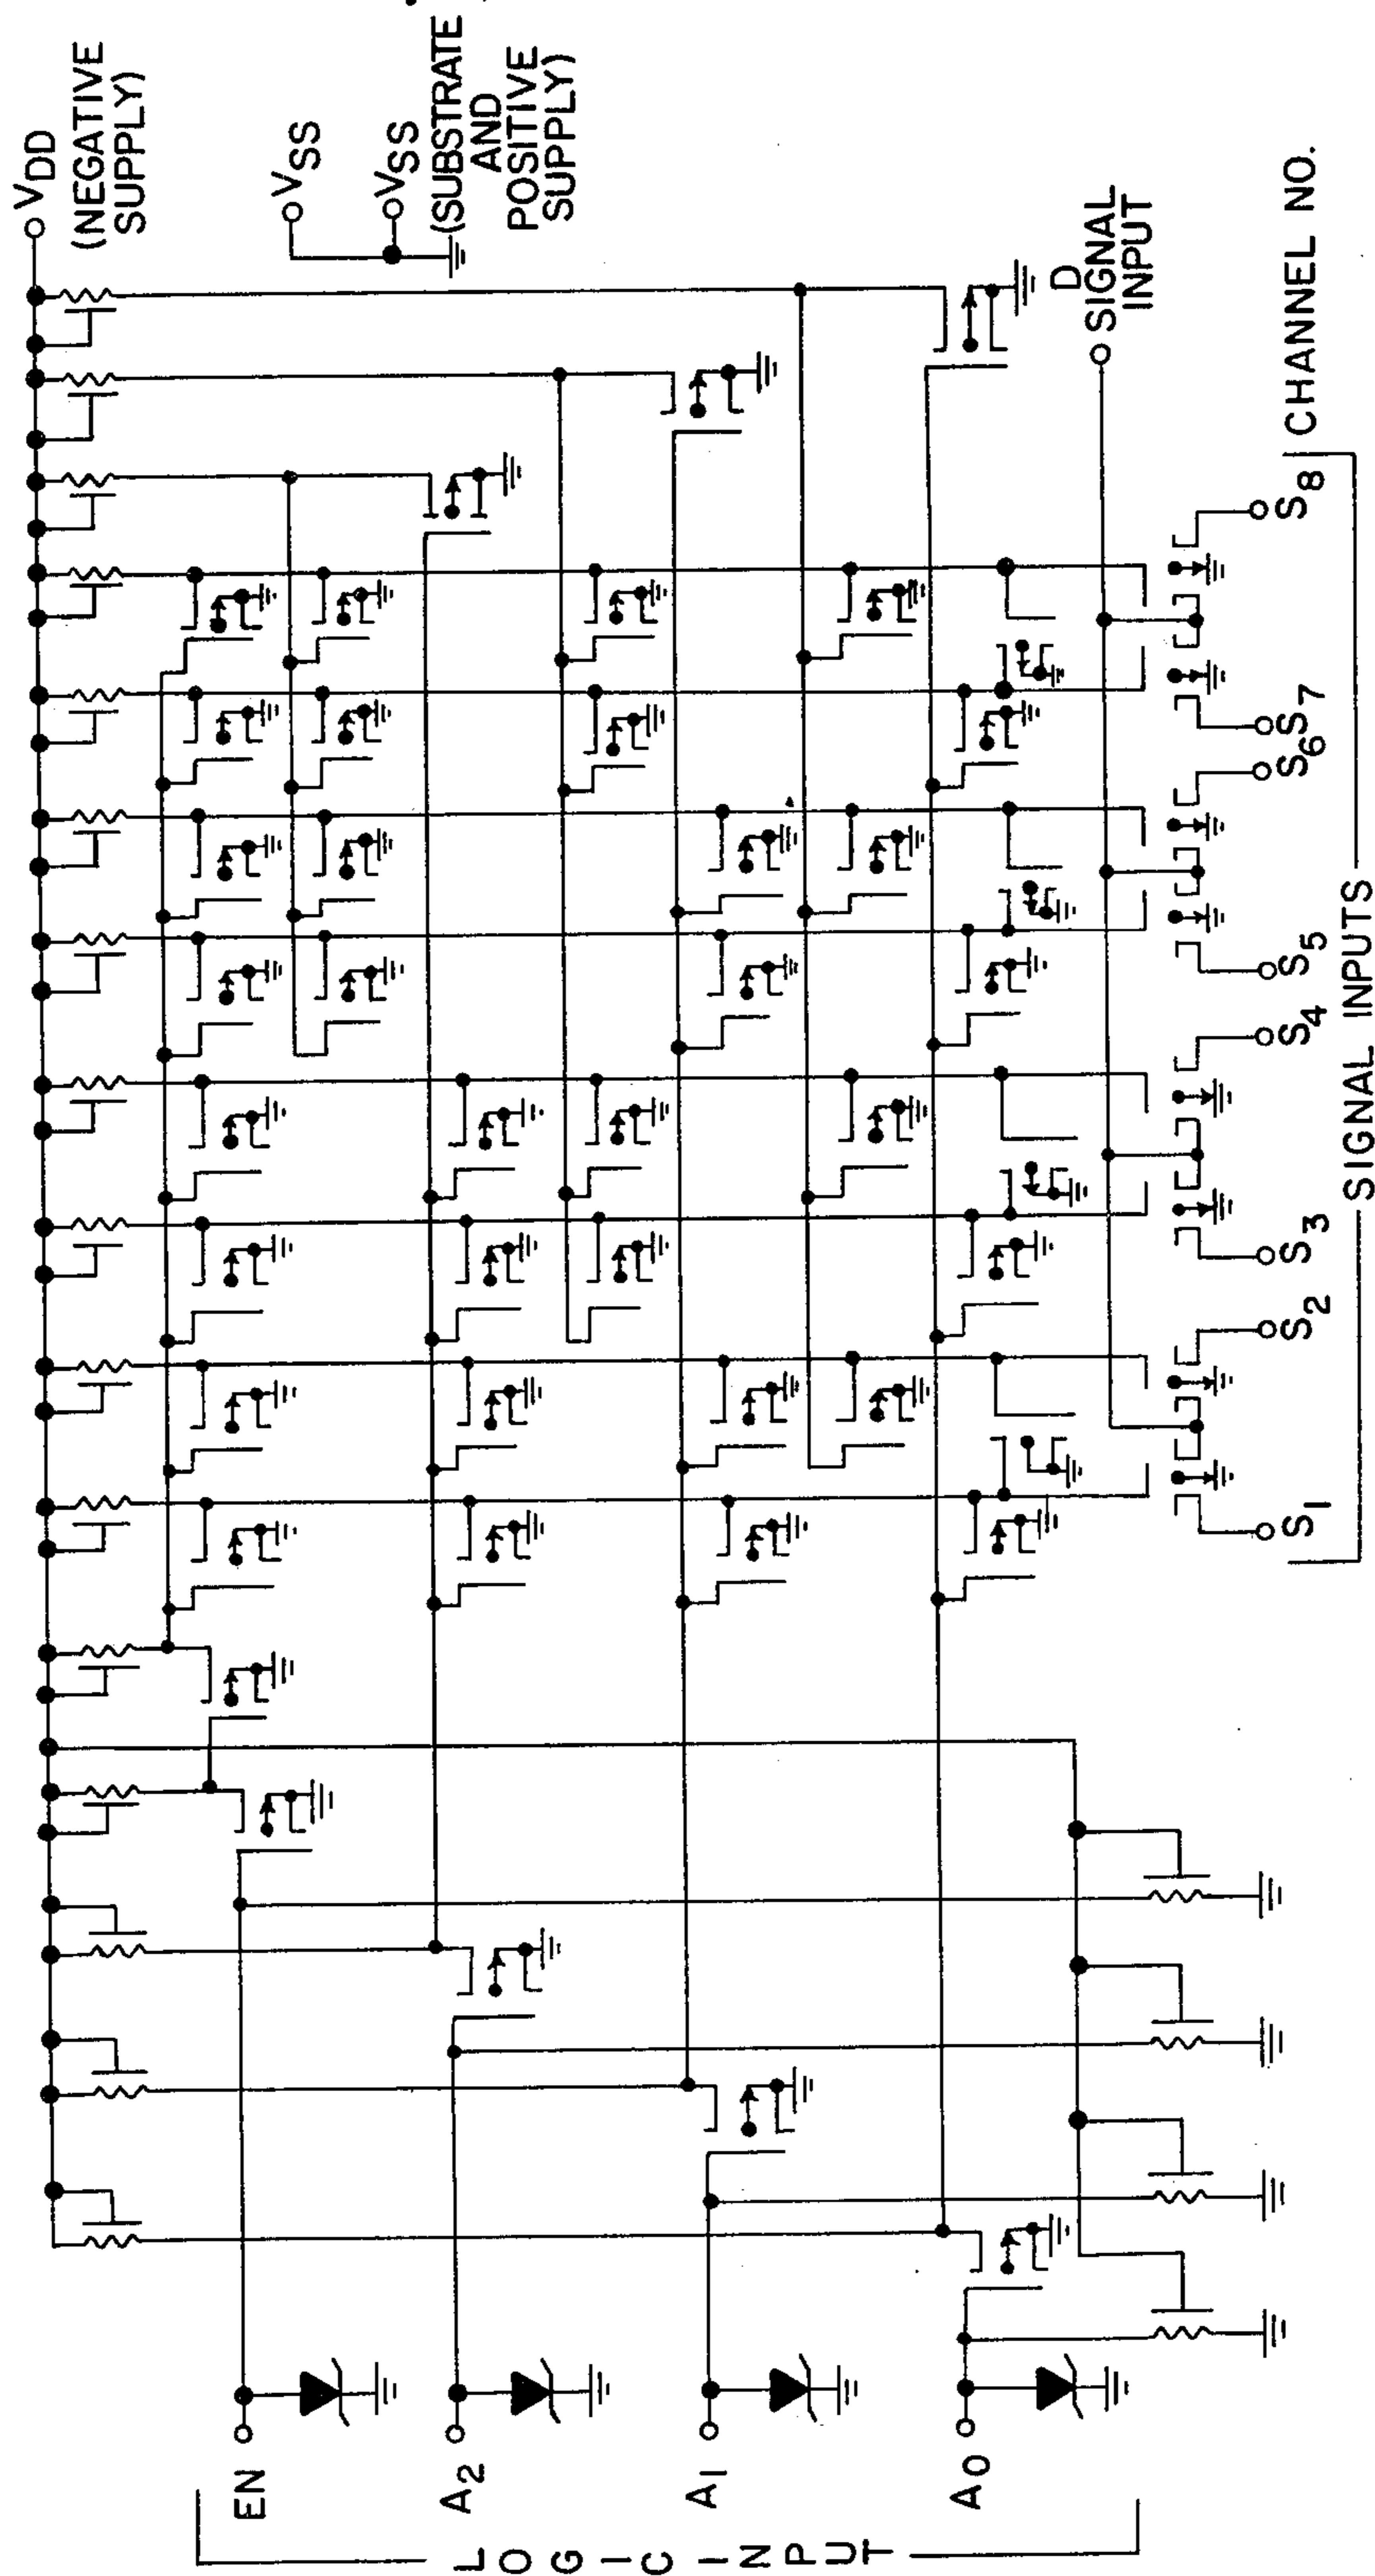 VDD
(NEGATIVE
SUPPLY)
VSS
VSS
(SUBSTRATE
AND
POSITIVE
SUPPLY)
EN
A2
A1
A0
LOGIC INPUT
D
SIGNAL
INPUT
S1
S2
S3
S4
S5
S6
S7
S8
CHANNEL NO.
SIGNAL INPUTS